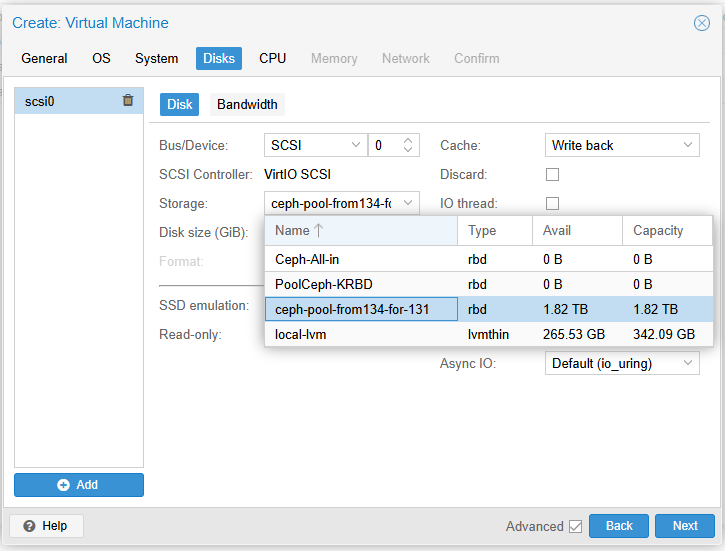 Create: Virtual Machine
General OS System Disks CPU Memory Network Confirm
scsi0
Disk Bandwidth
Bus/Device: SCSI 0 Cache: Write back
SCSI Controller: VirtIO SCSI Discard:
Storage: IO thread:
Disk size (GiB):
Name Type Avail Capacity
Format:
Ceph-All-in rbd 0 B 0 B
PoolCeph-KRBD rbd 0 B 0 B
SSD emulation: ceph-pool-from134-for-131 rbd 1.82 TB 1.82 TB
Read-only: local-lvm lvmthin 265.53 GB 342.09 GB
Async IO: Default (io_uring)
Add
Help Advanced Back Next